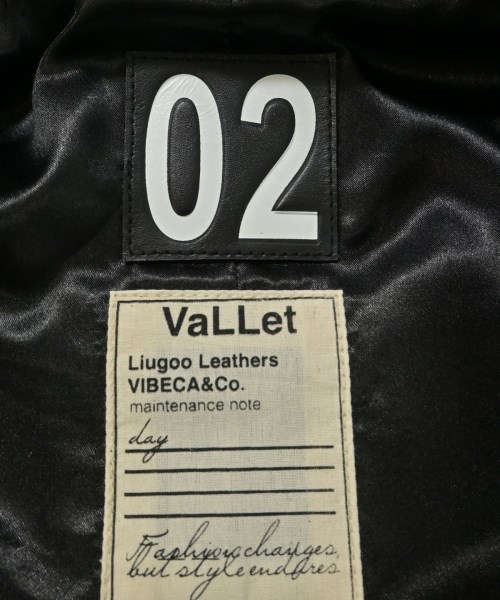 02
VaLLet
Liugoo Leathers
VIBECA&Co.
maintenance note
day
Fashion changes,
but style endures